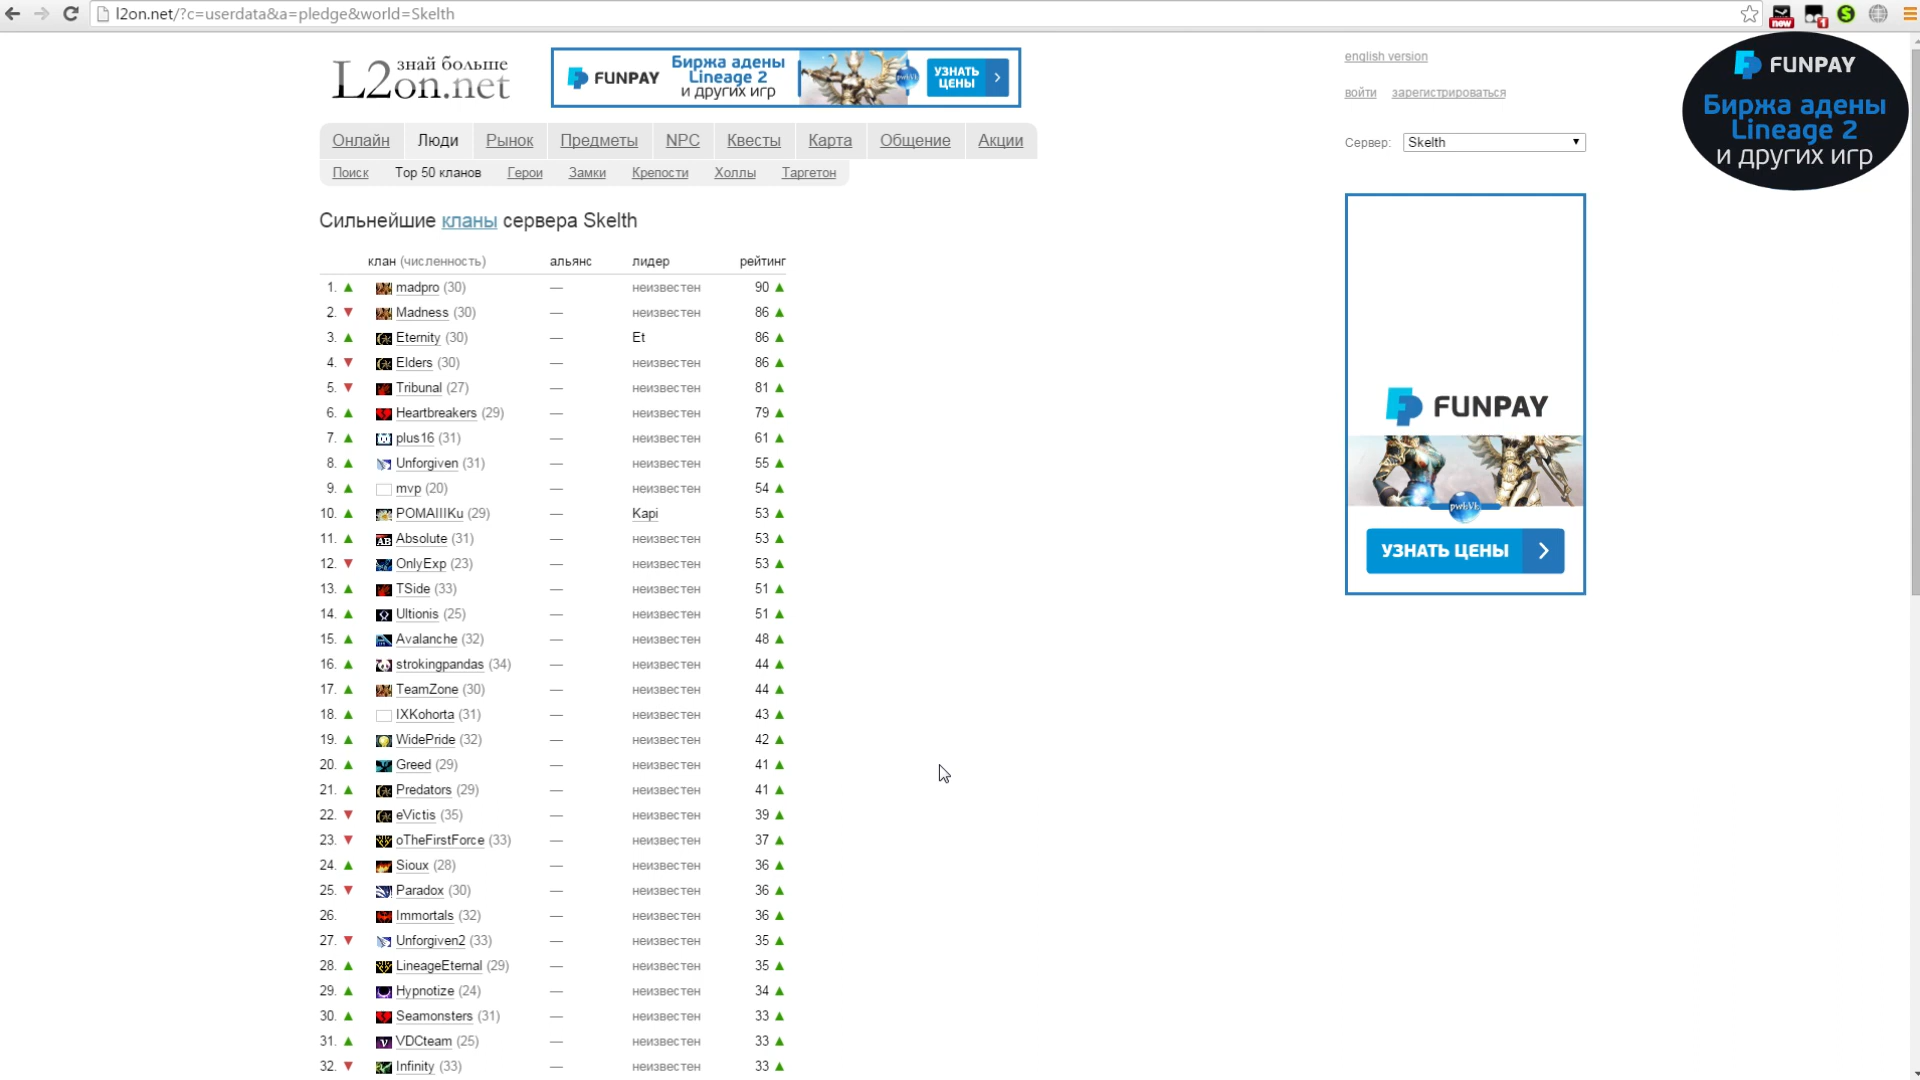 l2on.net/?c=userdata&a=pledge&world=Skelth
new
1
знай больше
L2on.net
FUNPAY
Биржа адены
Lineage 2
и других игр
УЗНАТЬ
ЦЕНЫ
english version
войти зарегистрироваться
Сервер: Skelth
FUNPAY
Биржа адены
Lineage 2
и других игр
Онлайн Люди Рынок Предметы NPC Квесты Карта Общение Акции
Поиск Top 50 кланов Герои Замки Крепости Холлы Таргетон
Сильнейшие кланы сервера Skelth
клан (численность) альянс лидер рейтинг
1. madpro (30) — неизвестен 90
2. Madness (30) — неизвестен 86
3. Eternity (30) — Et 86
4. Elders (30) — неизвестен 86
5. Tribunal (27) — неизвестен 81
6. Heartbreakers (29) — неизвестен 79
7. plus16 (31) — неизвестен 61
8. Unforgiven (31) — неизвестен 55
9. mvp (20) — неизвестен 54
10. POMAIIIKu (29) — Kapi 53
11. Absolute (31) — неизвестен 53
12. OnlyExp (23) — неизвестен 53
13. TSide (33) — неизвестен 51
14. Ultionis (25) — неизвестен 51
15. Avalanche (32) — неизвестен 48
16. strokingpandas (34) — неизвестен 44
17. TeamZone (30) — неизвестен 44
18. IXKohorta (31) — неизвестен 43
19. WidePride (32) — неизвестен 42
20. Greed (29) — неизвестен 41
21. Predators (29) — неизвестен 41
22. eVictis (35) — неизвестен 39
23. oTheFirstForce (33) — неизвестен 37
24. Sioux (28) — неизвестен 36
25. Paradox (30) — неизвестен 36
26. Immortals (32) — неизвестен 36
27. Unforgiven2 (33) — неизвестен 35
28. LineageEternal (29) — неизвестен 35
29. Hypnotize (24) — неизвестен 34
30. Seamonsters (31) — неизвестен 33
31. VDCteam (25) — неизвестен 33
32. Infinity (33) — неизвестен 33
FUNPAY
УЗНАТЬ ЦЕНЫ